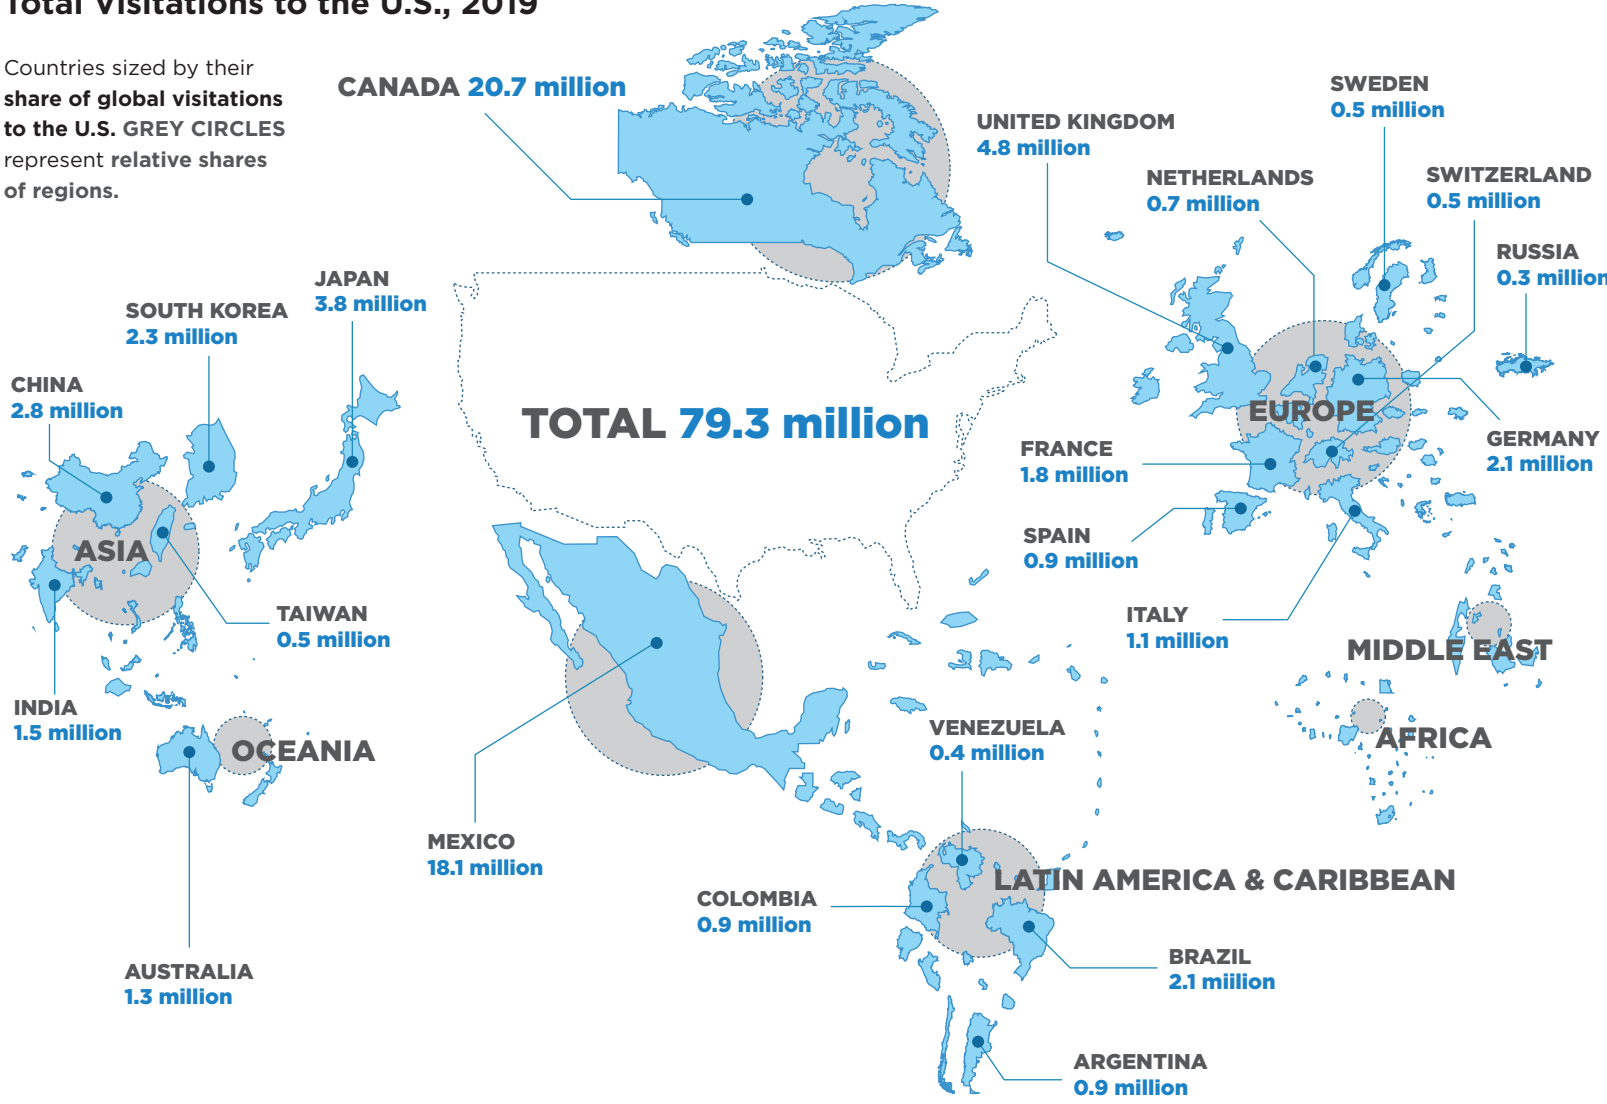 Total Visitations to the U.S., 2019
Countries sized by their
share of global visitations
to the U.S. GREY CIRCLES
represent relative shares
of regions.
CANADA 20.7 million
SWEDEN
0.5 million
UNITED KINGDOM
4.8 million
NETHERLANDS
0.7 million
SWITZERLAND
0.5 million
RUSSIA
0.3 million
JAPAN
3.8 million
SOUTH KOREA
2.3 million
CHINA
2.8 million
TOTAL 79.3 million
EUROPE
FRANCE
1.8 million
GERMANY
2.1 million
SPAIN
0.9 million
ASIA
TAIWAN
0.5 million
ITALY
1.1 million
MIDDLE EAST
INDIA
1.5 million
OCEANIA
VENEZUELA
0.4 million
AFRICA
MEXICO
18.1 million
LATIN AMERICA & CARIBBEAN
COLOMBIA
0.9 million
BRAZIL
2.1 miilion
AUSTRALIA
1.3 million
ARGENTINA
0.9 million